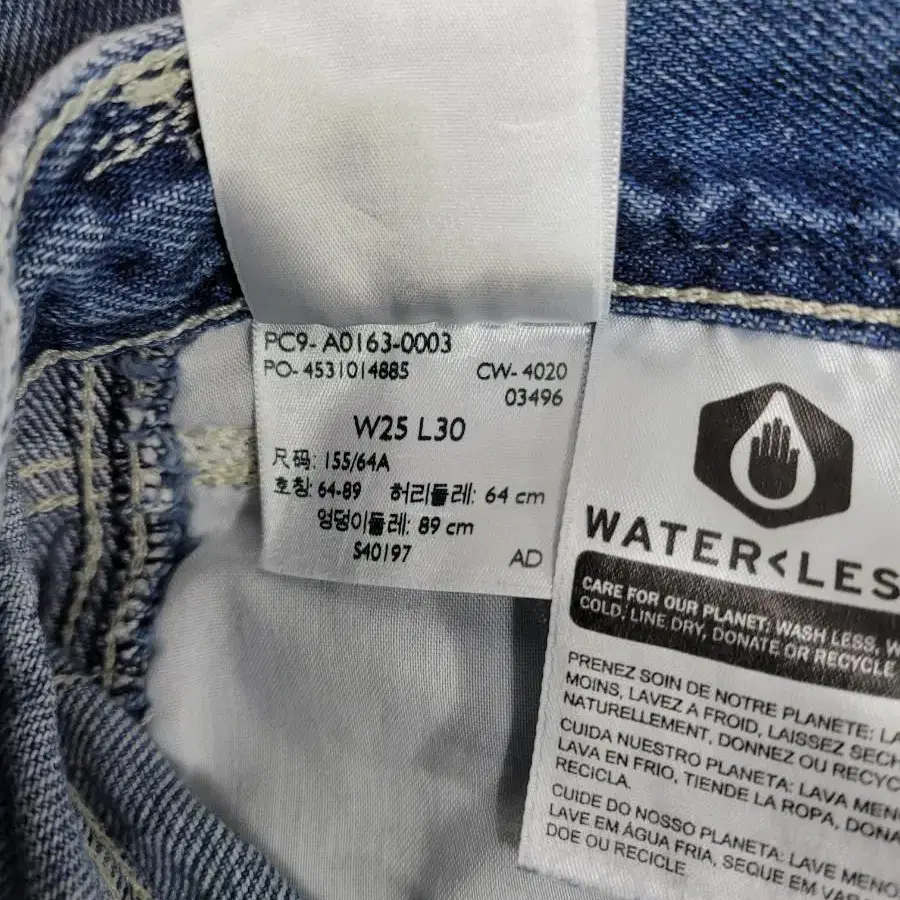 PC9- A0163-0003
PO- 4531014885 CW- 4020
03496
W25 L30
尺码: 155/64A
호칭: 64-89 허리둘레: 64 cm
엉덩이둘레: 89 cm
S40197 AD
WATER<LES
CARE FOR OUR PLANET: WASH LESS, W
COLD, LINE DRY, DONATE OR RECYCLE
PRENEZ SOIN DE NOTRE PLANETE: LA
MOINS, LAVEZ A FROID, LAISSEZ SECH
NATURELLEMENT, DONNEZ OU RECYC
CUIDA NUESTRO PLANETA: LAVA MENO
LAVA EN FRIO, TIENDE LA ROPA, DONA
RECICLA.
CUIDE DO NOSSO PLANETA: LAVE MENO
LAVE EM ÁGUA FRIA, SEQUE EM VARA
DOE OU RECICLE.